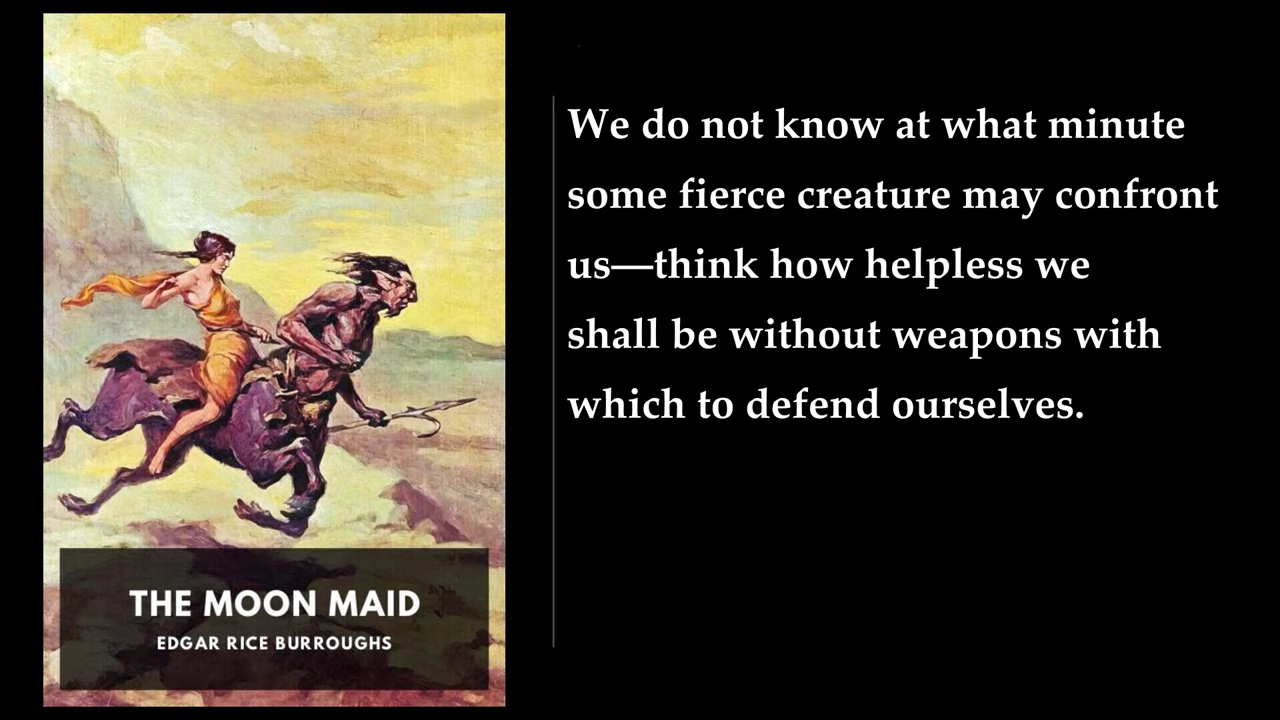 We do not know at what minute
some fierce creature may confront
us—think how helpless we
shall be without weapons with
which to defend ourselves.
THE MOON MAID
EDGAR RICE BURROUGHS